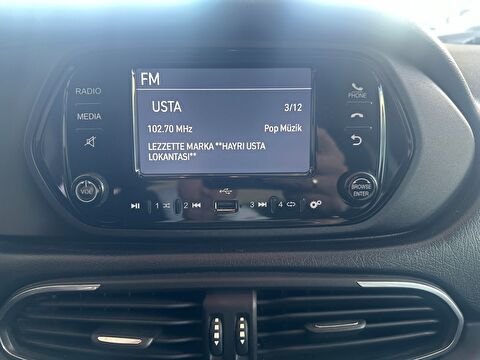 FM
RADIO
USTA 3/12
PHONE
MEDIA
102.70 MHz Pop Müzik
LEZZETTE MARKA **HAYRI USTA
LOKANTASI**
VOL
BROWSE
ENTER
1 2 3 4